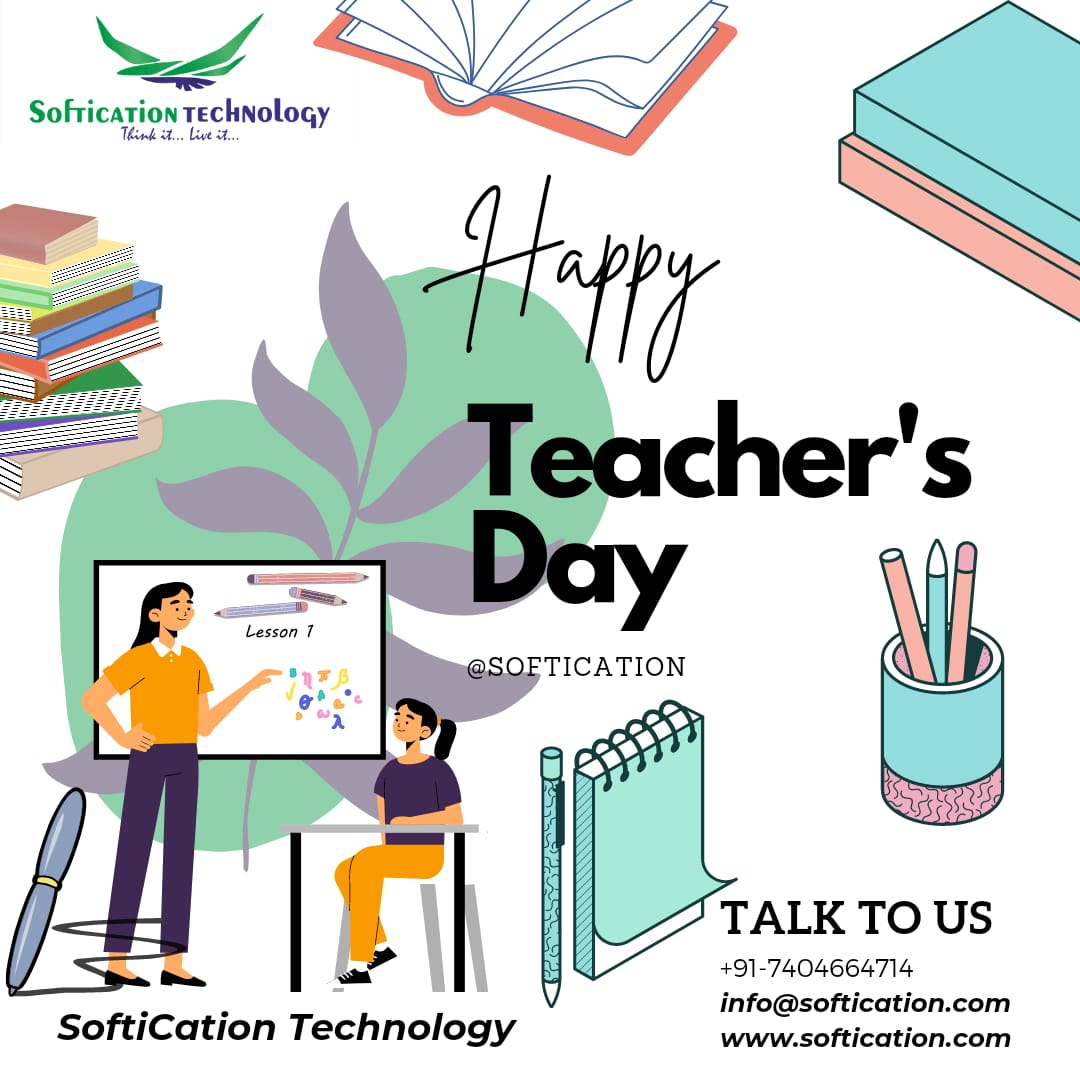 Softication Technology
Think it... Live it...
Happy
Teacher's
Day
@SOFTICATION
Lesson 1
TALK TO US
+91-7404664714
info@softication.com
www.softication.com
SoftiCation Technology